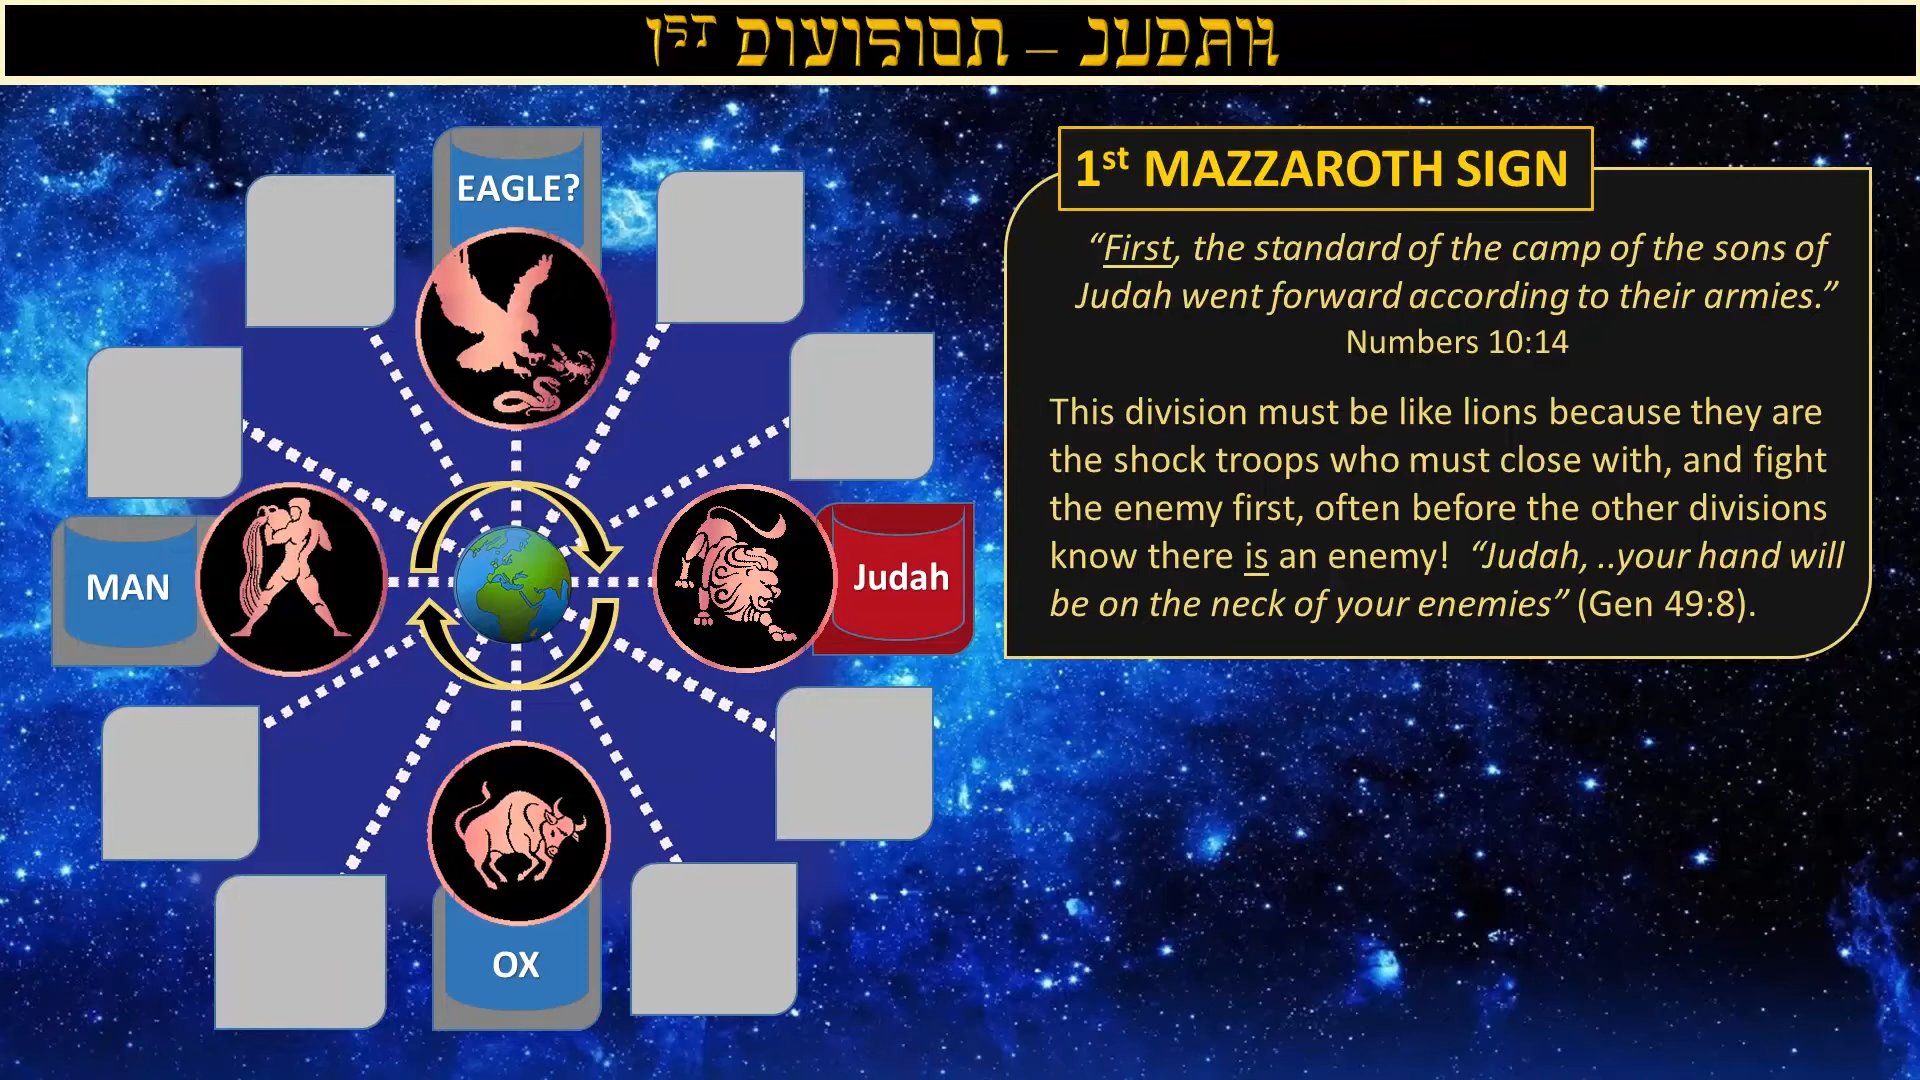 1ST DIVISION – JUDAH
EAGLE?
MAN
Judah
OX
1st MAZZAROTH SIGN
“First, the standard of the camp of the sons of
Judah went forward according to their armies.”
Numbers 10:14
This division must be like lions because they are
the shock troops who must close with, and fight
the enemy first, often before the other divisions
know there is an enemy!  “Judah, ..your hand will
be on the neck of your enemies” (Gen 49:8).